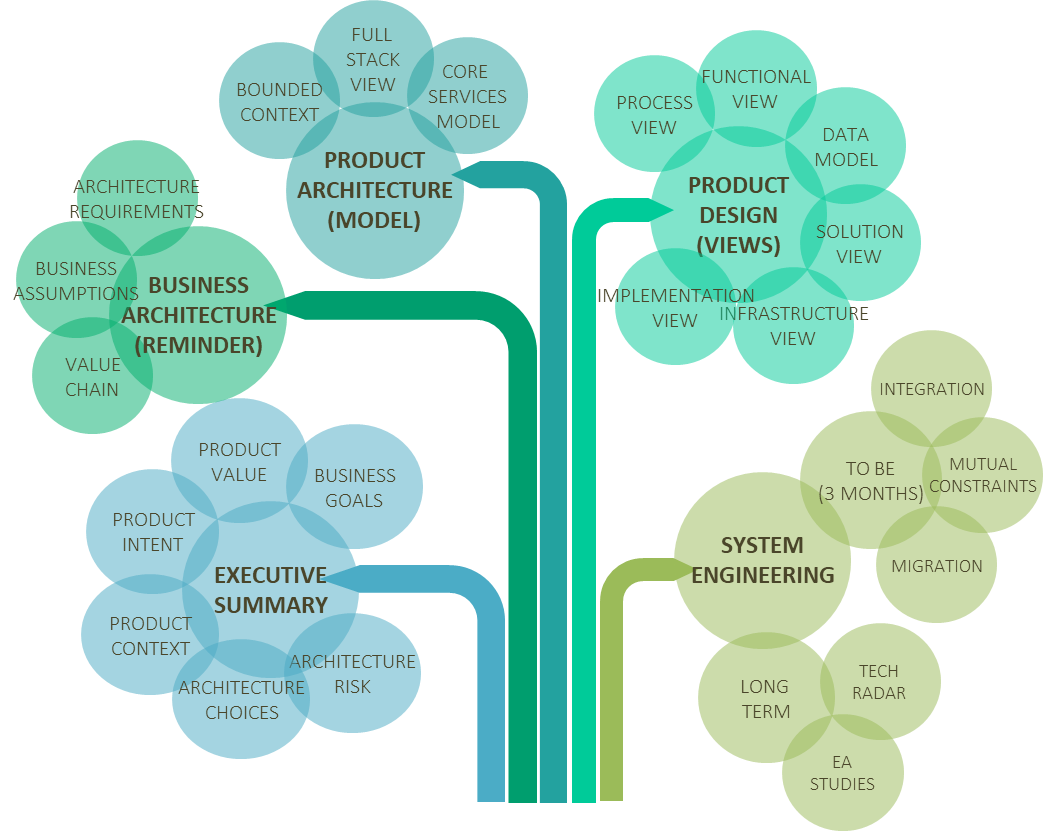 FULL
STACK
VIEW
BOUNDED
CONTEXT
CORE
SERVICES
MODEL
PRODUCT
ARCHITECTURE
(MODEL)
FUNCTIONAL
VIEW
PROCESS
VIEW
DATA
MODEL
PRODUCT
DESIGN
(VIEWS)
SOLUTION
VIEW
IMPLEMENTATION
VIEW
INFRASTRUCTURE
VIEW
ARCHITECTURE
REQUIREMENTS
BUSINESS
ASSUMPTIONS
BUSINESS
ARCHITECTURE
(REMINDER)
VALUE
CHAIN
PRODUCT
VALUE
BUSINESS
GOALS
PRODUCT
INTENT
EXECUTIVE
SUMMARY
PRODUCT
CONTEXT
ARCHITECTURE
CHOICES
ARCHITECTURE
RISK
INTEGRATION
TO BE
(3 MONTHS)
MUTUAL
CONSTRAINTS
MIGRATION
SYSTEM
ENGINEERING
LONG
TERM
TECH
RADAR
EA
STUDIES